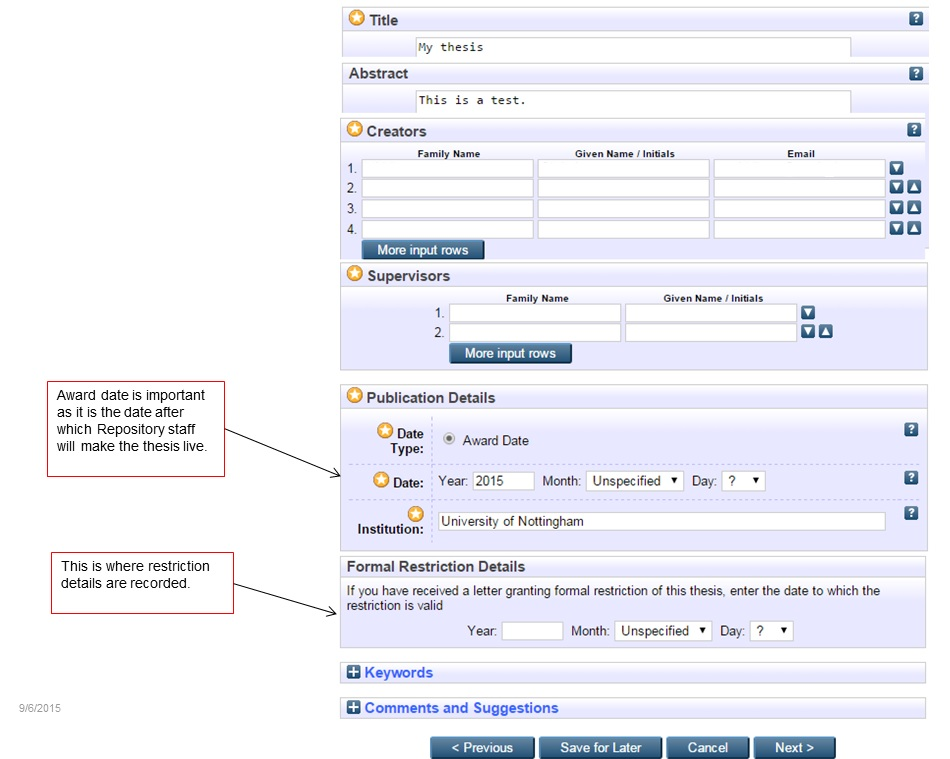 Title ?
My thesis
Abstract ?
This is a test.
Creators ?
Family Name Given Name / Initials Email
1.
2.
3.
4.
More input rows
Supervisors
Family Name Given Name / Initials
1.
2.
More input rows
Award date is important
as it is the date after
which Repository staff
will make the thesis live.
Publication Details
Date
Type:
Award Date ?
Date: Year: 2015 Month: Unspecified Day: ? ?
Institution: University of Nottingham ?
This is where restriction
details are recorded.
Formal Restriction Details
If you have received a letter granting formal restriction of this thesis, enter the date to which the
restriction is valid
Year: Month: Unspecified Day: ?
Keywords
Comments and Suggestions
9/6/2015
< Previous Save for Later Cancel Next >